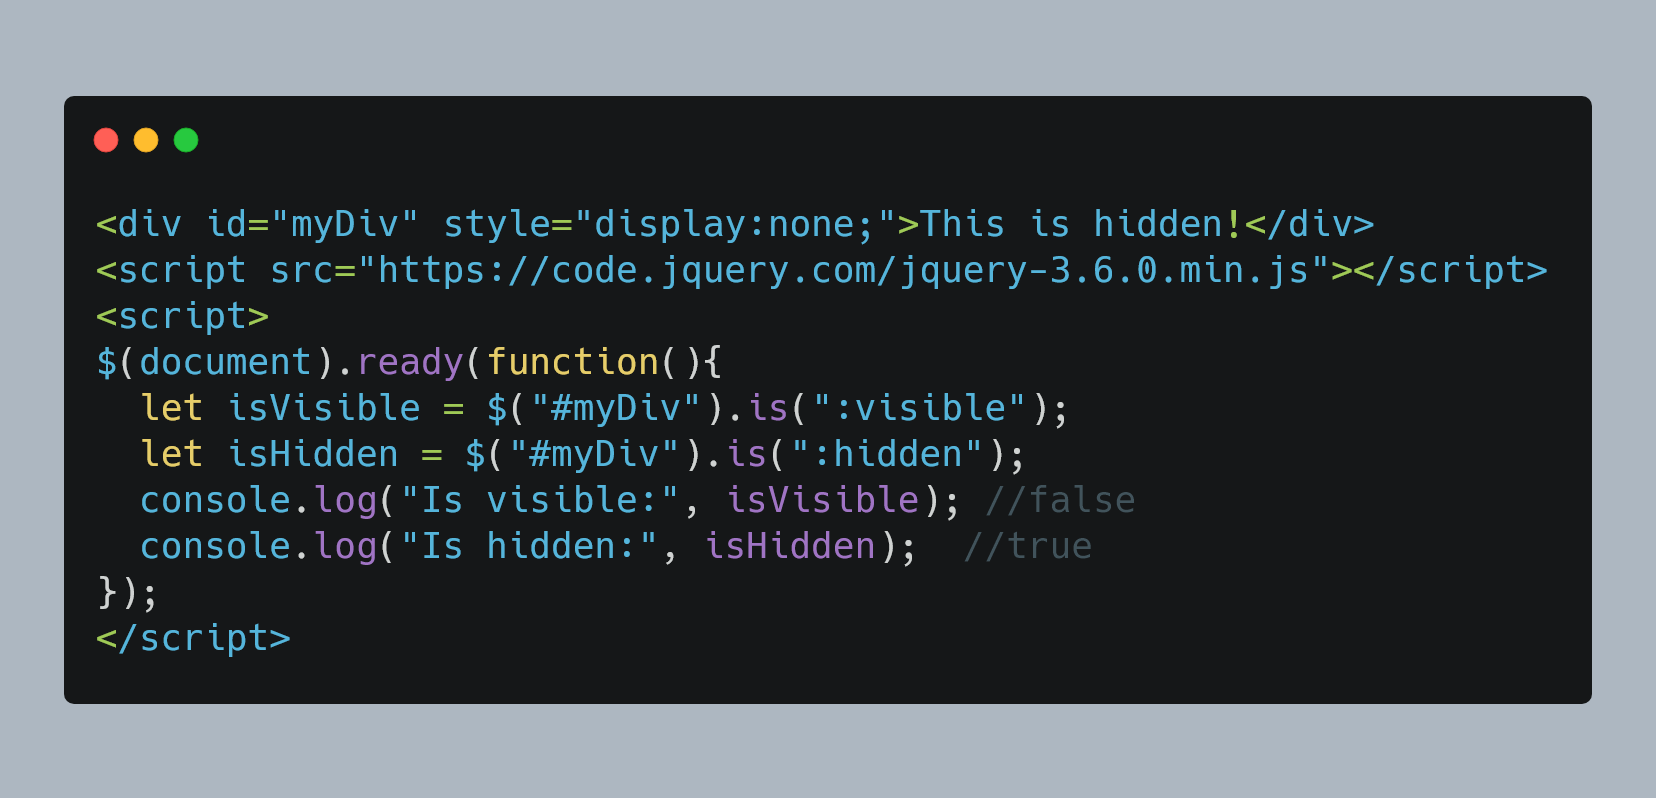 <div id="myDiv" style="display:none;">This is hidden!</div>
<script src="https://code.jquery.com/jquery-3.6.0.min.js"></script>
<script>
$(document).ready(function(){
  let isVisible = $("#myDiv").is(":visible");
  let isHidden = $("#myDiv").is(":hidden");
  console.log("Is visible:", isVisible); //false
  console.log("Is hidden:", isHidden);  //true
});
</script>